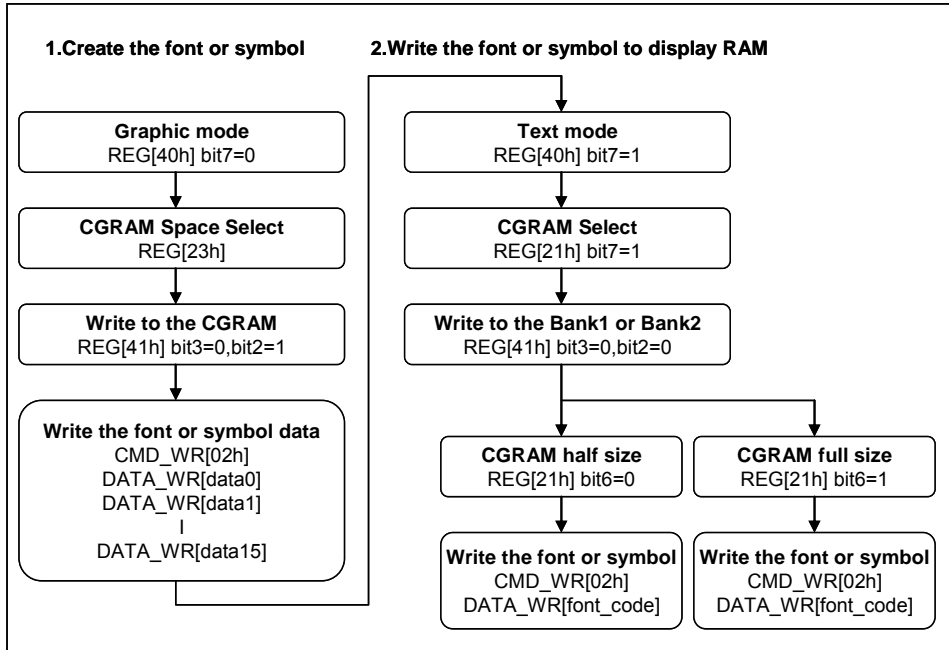 1.Create the font or symbol
Graphic mode
REG[40h] bit7=0
CGRAM Space Select
REG[23h]
Write to the CGRAM
REG[41h] bit3=0,bit2=1
Write the font or symbol data
CMD_WR[02h]
DATA_WR[data0]
DATA_WR[data1]
I
DATA_WR[data15]
2.Write the font or symbol to display RAM
Text mode
REG[40h] bit7=1
CGRAM Select
REG[21h] bit7=1
Write to the Bank1 or Bank2
REG[41h] bit3=0,bit2=0
CGRAM half size
REG[21h] bit6=0
Write the font or symbol
CMD_WR[02h]
DATA_WR[font_code]
CGRAM full size
REG[21h] bit6=1
Write the font or symbol
CMD_WR[02h]
DATA_WR[font_code]